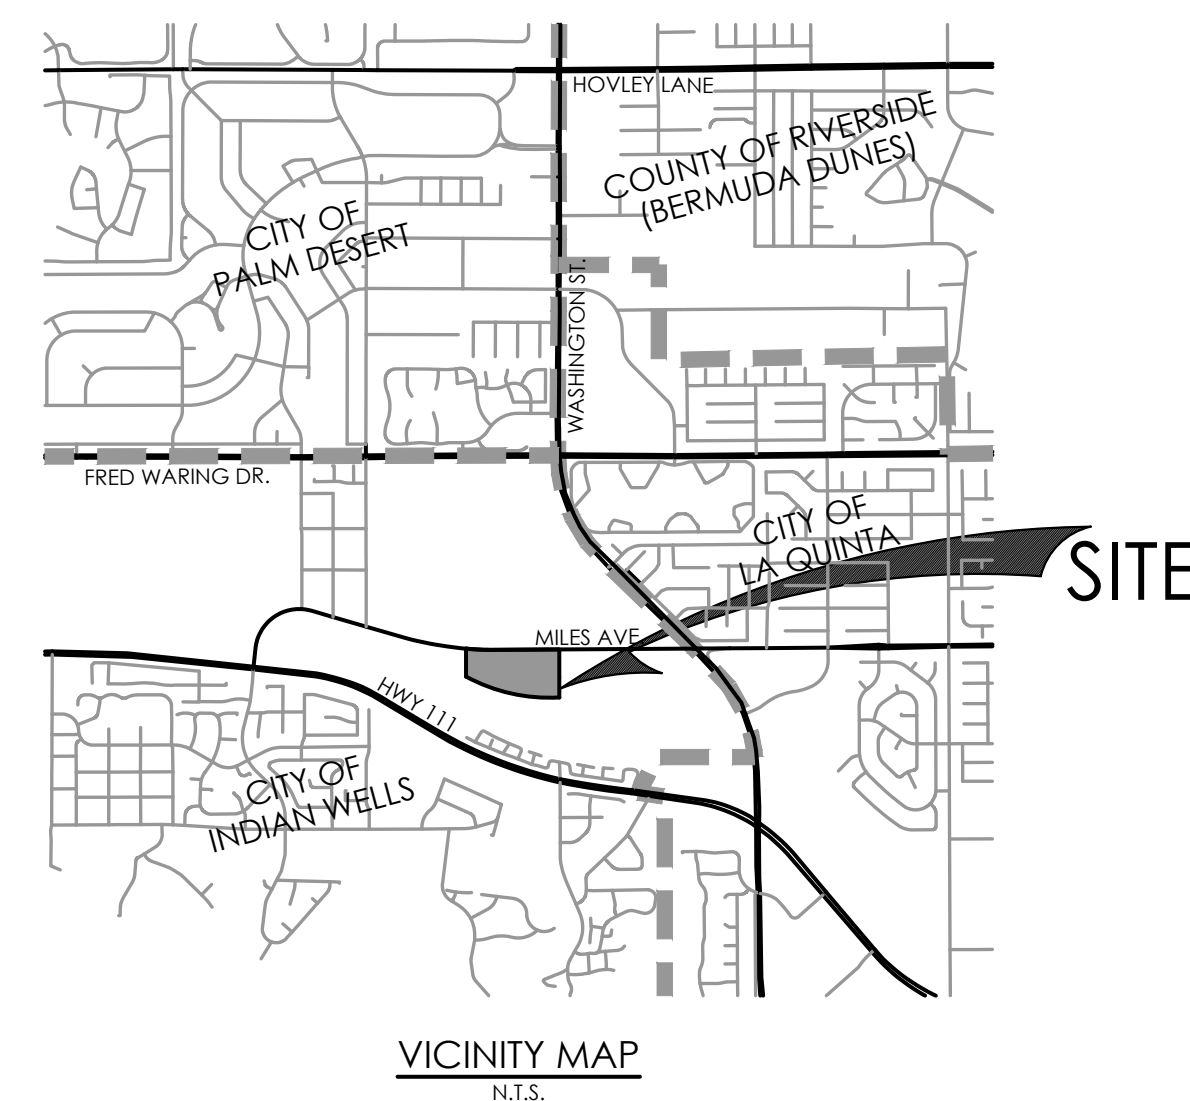 HOVLEY LANE
COUNTY OF RIVERSIDE
(BERMUDA DUNES)
CITY OF
PALM DESERT
WASHINGTON ST.
FRED WARING DR.
CITY OF
LA QUINTA
SITE
MILES AVE
HWY 111
CITY OF
INDIAN WELLS
VICINITY MAP
N.T.S.